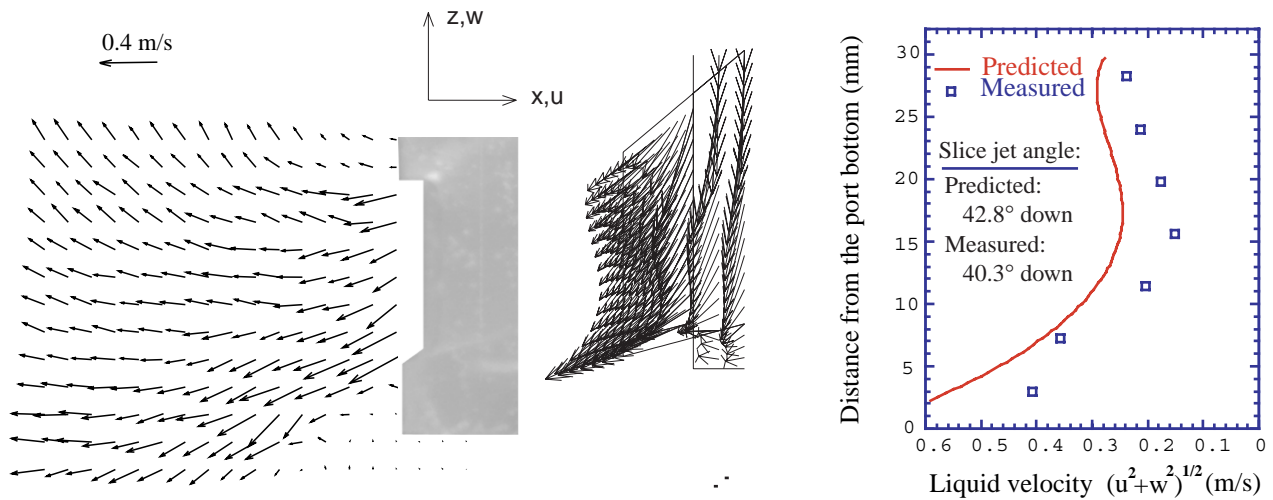 0.4 m/s
z,w
x,u
Distance from the port bottom (mm)
30
25
20
15
10
5
0
Predicted
Measured
Slice jet angle:
Predicted:
42.8° down
Measured:
40.3° down
0.6 0.5 0.4 0.3 0.2 0.1 0
Liquid velocity (u²+w²)^1/2 (m/s)